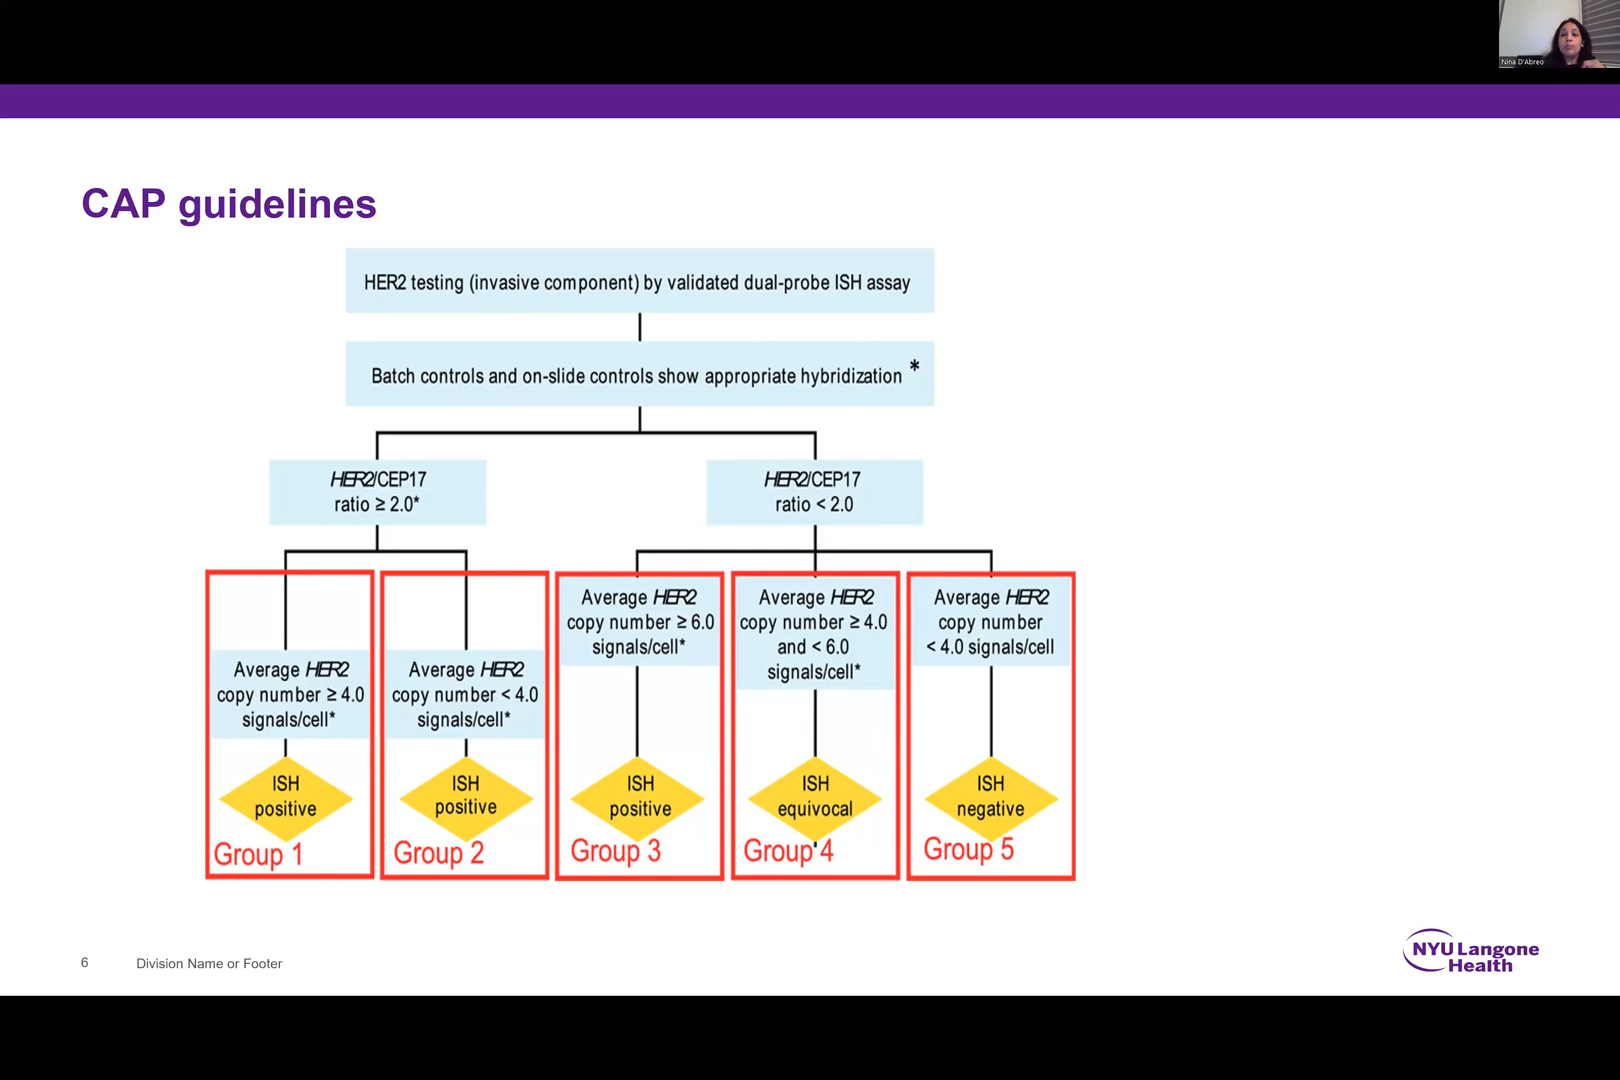 Nina D'Abreo
CAP guidelines
HER2 testing (invasive component) by validated dual-probe ISH assay
Batch controls and on-slide controls show appropriate hybridization *
HER2/CEP17
ratio ≥ 2.0*
HER2/CEP17
ratio < 2.0
Average HER2
copy number ≥ 4.0
signals/cell*
ISH
positive
Group 1
Average HER2
copy number < 4.0
signals/cell*
ISH
positive
Group 2
Average HER2
copy number ≥ 6.0
signals/cell*
ISH
positive
Group 3
Average HER2
copy number ≥ 4.0
and < 6.0
signals/cell*
ISH
equivocal
Group 4
Average HER2
copy number
< 4.0 signals/cell
ISH
negative
Group 5
6
Division Name or Footer
NYU Langone
Health